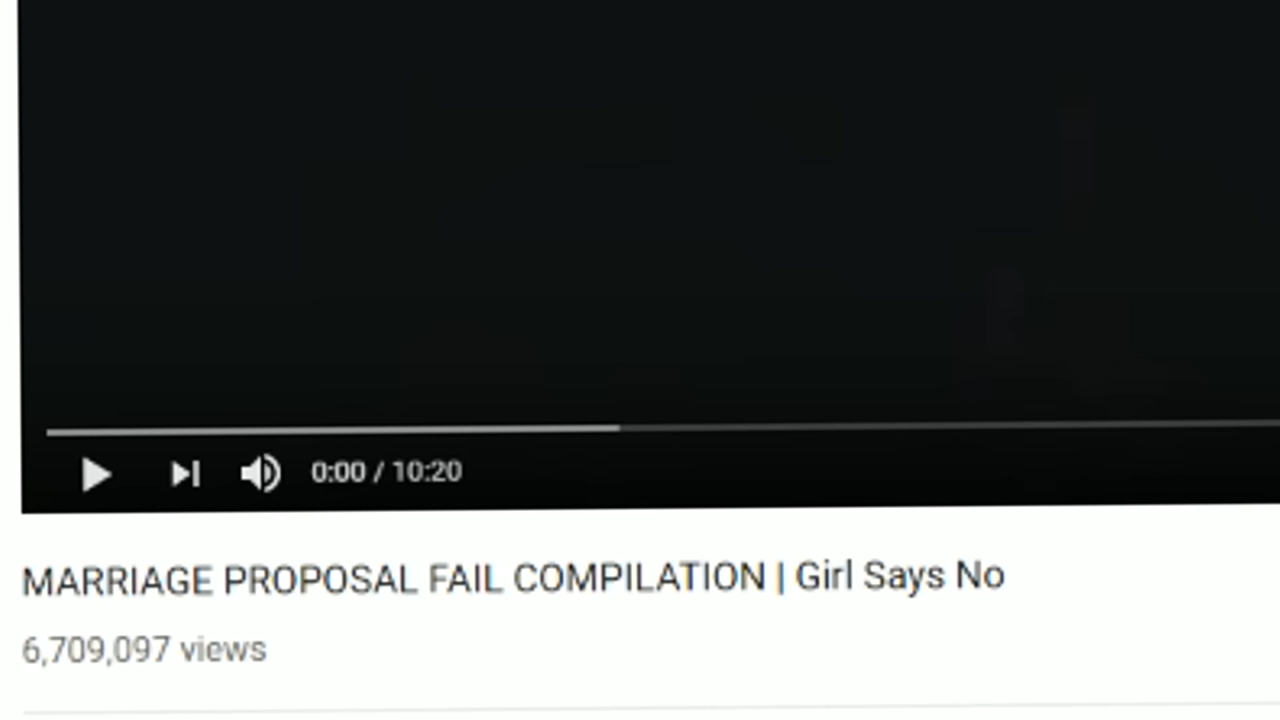 0:00 / 10:20
MARRIAGE PROPOSAL FAIL COMPILATION | Girl Says No
6,709,097 views